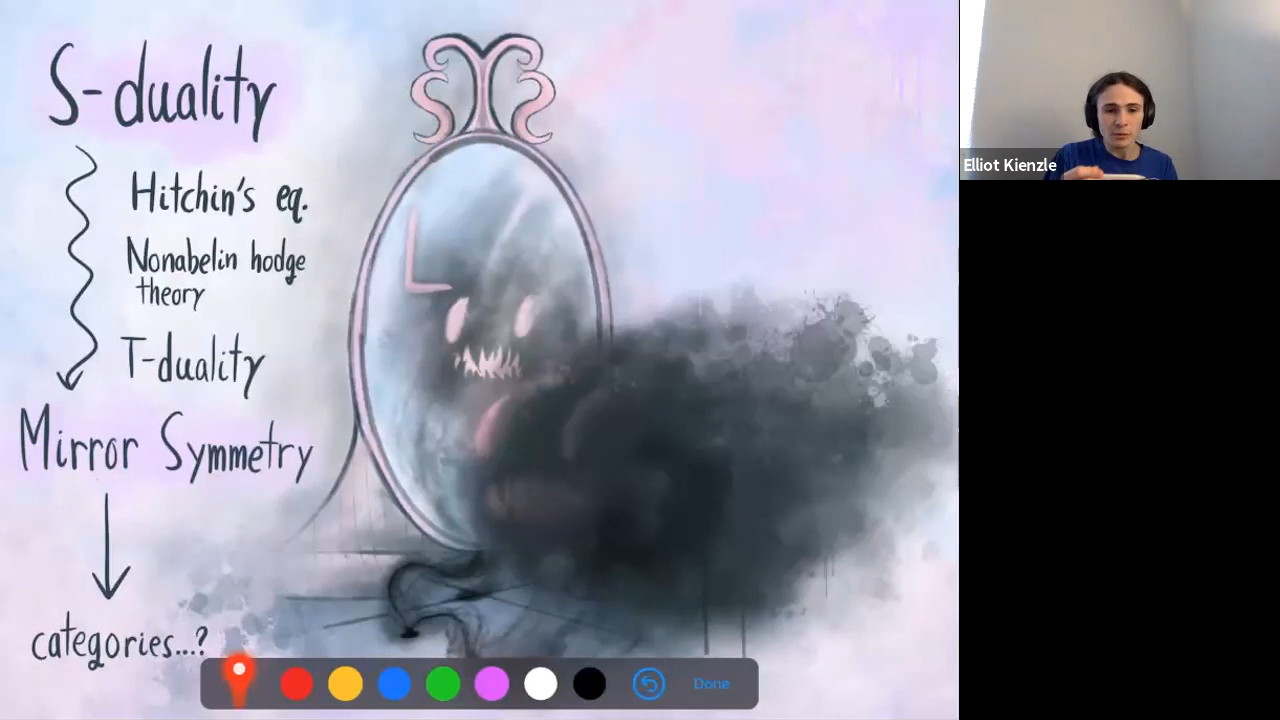 S-duality
Hitchin's eq.
Nonabelin hodge
theory
T-duality
Mirror Symmetry
categories...?
Done
Elliot Kienzle